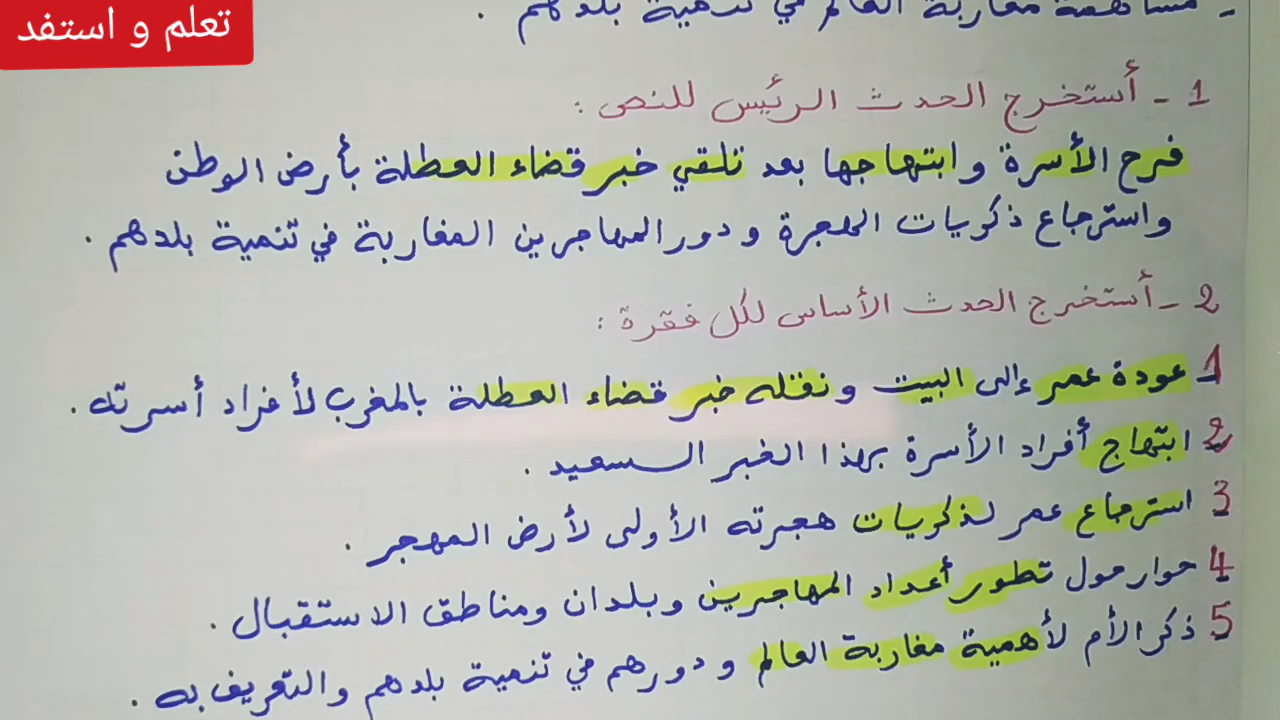 تعلم و استفد
- مساهمة مغاربة العالم في تنمية بلدهم .
1 - أستخرج الحدث الرئيس للنص :
فرح الأسرة وابتهاجها بعد تلقي خبر قضاء العطلة بأرض الوطن
واسترجاع ذكريات الهجرة ودور المهاجرين المغاربة في تنمية بلدهم .
2 - أستخرج الحدث الأساس لكل فقرة :
1 عودة عمر إلى البيت ونقله خبر قضاء العطلة بالمغرب لأفراد أسرته .
2 ابتهاج أفراد الأسرة بهذا الخبر السعيد .
3 استرجاع عمر لذكريات هجرته الأولى لأرض المهجر .
4 حوار حول تطور أعداد المهاجرين وبلدان ومناطق الاستقبال .
5 ذكر الأم لأهمية مغاربة العالم ودورهم في تنمية بلدهم والتعريف به .